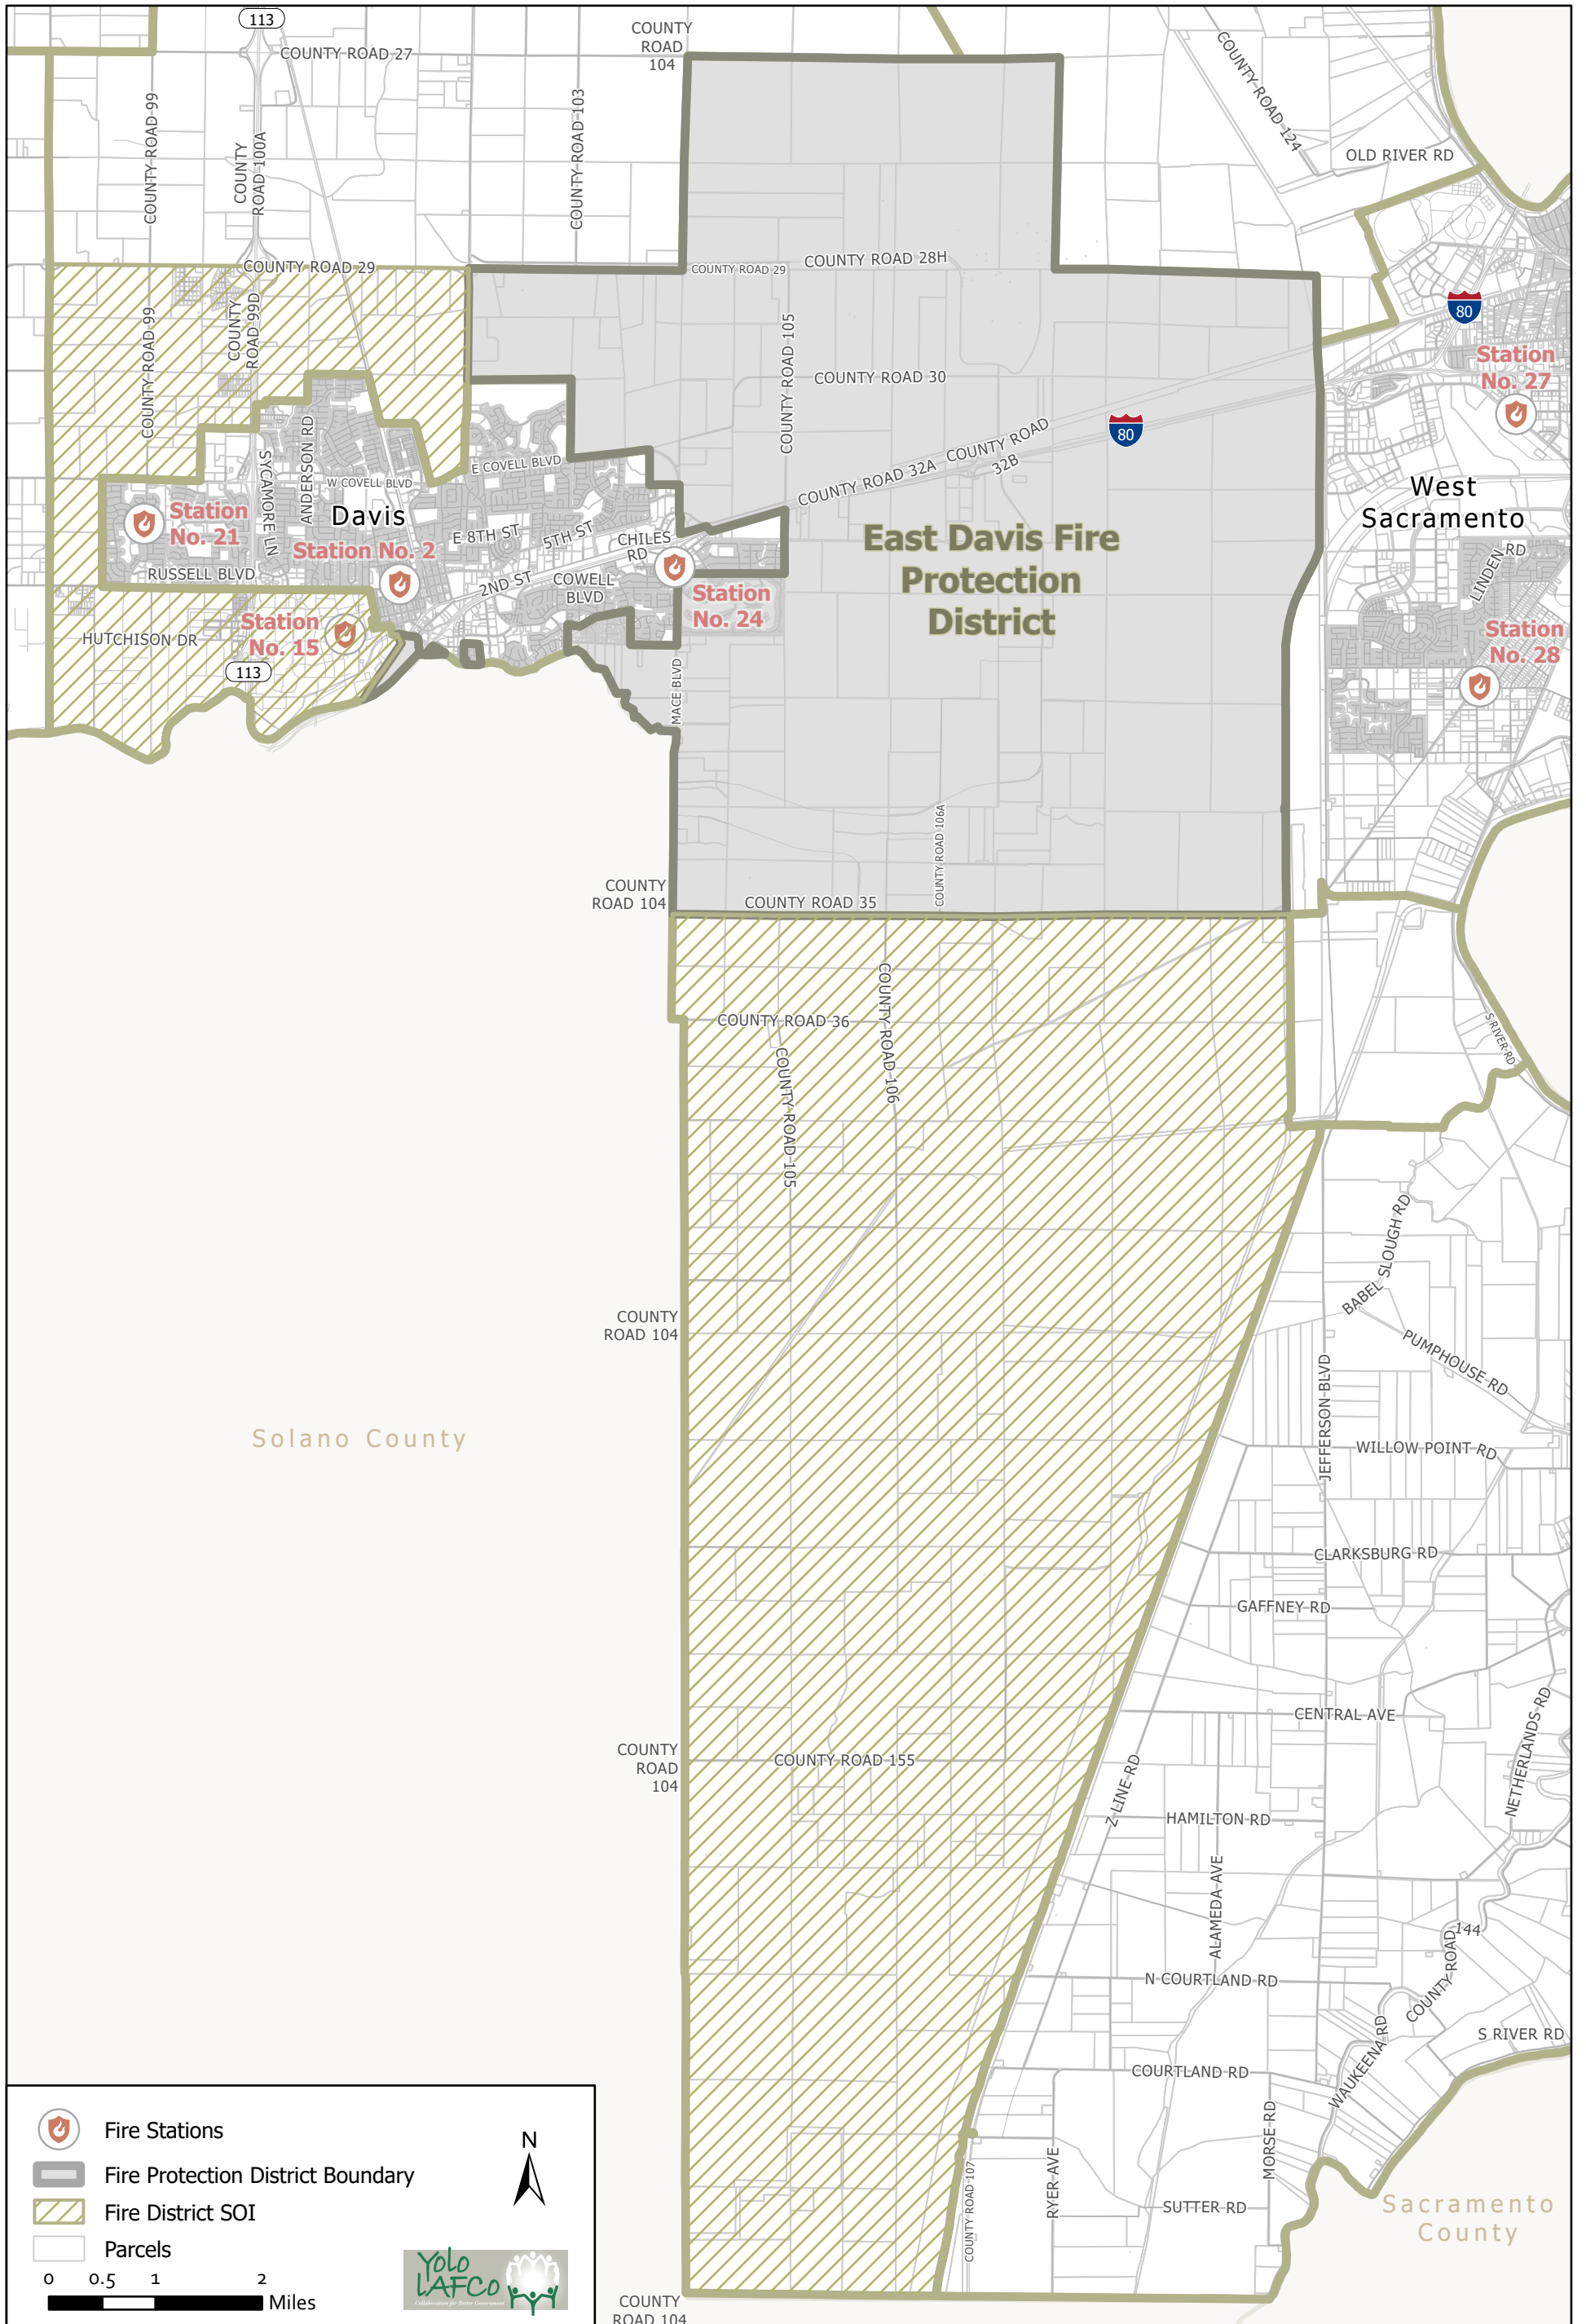 113
COUNTY ROAD 27
COUNTY
ROAD
104
COUNTY ROAD 99
COUNTY
ROAD 100A
COUNTY ROAD 103
COUNTY ROAD 124
OLD RIVER RD
COUNTY ROAD 29
COUNTY ROAD 29
COUNTY ROAD 28H
COUNTY ROAD 99
COUNTY
ROAD 99D
COUNTY ROAD 105
COUNTY ROAD 30
80
80
Station
No. 27
COUNTY ROAD 32A
COUNTY ROAD
32B
SYCAMORE LN
ANDERSON RD
W COVELL BLVD
E COVELL BLVD
Davis
Station
No. 21
Station No. 2
E 8TH ST
5TH ST
CHILES
RD
2ND ST
COWELL
BLVD
RUSSELL BLVD
Station
No. 24
East Davis Fire
Protection
District
West
Sacramento
LINDEN RD
Station
No. 28
HUTCHISON DR
Station
No. 15
113
MACE BLVD
COUNTY ROAD 106A
COUNTY
ROAD 104
COUNTY ROAD 35
COUNTY ROAD 36
COUNTY ROAD 106
COUNTY ROAD 105
S RIVER RD
BABEL SLOUGH RD
COUNTY
ROAD 104
PUMPHOUSE RD
JEFFERSON BLVD
Solano County
WILLOW POINT RD
CLARKSBURG RD
GAFFNEY RD
CENTRAL AVE
NETHERLANDS RD
COUNTY
ROAD
104
COUNTY ROAD 155
Z LINE RD
HAMILTON RD
ALAMEDA AVE
COUNTY ROAD 144
N COURTLAND RD
S RIVER RD
WAUKEENA RD
COURTLAND RD
MORSE RD
RYER AVE
COUNTY ROAD 107
SUTTER RD
Sacramento
County
COUNTY
ROAD 104
Fire Stations
Fire Protection District Boundary
Fire District SOI
Parcels
N
0 0.5 1 2
Miles
Yolo
LAFCo
Collaboration for Better Government